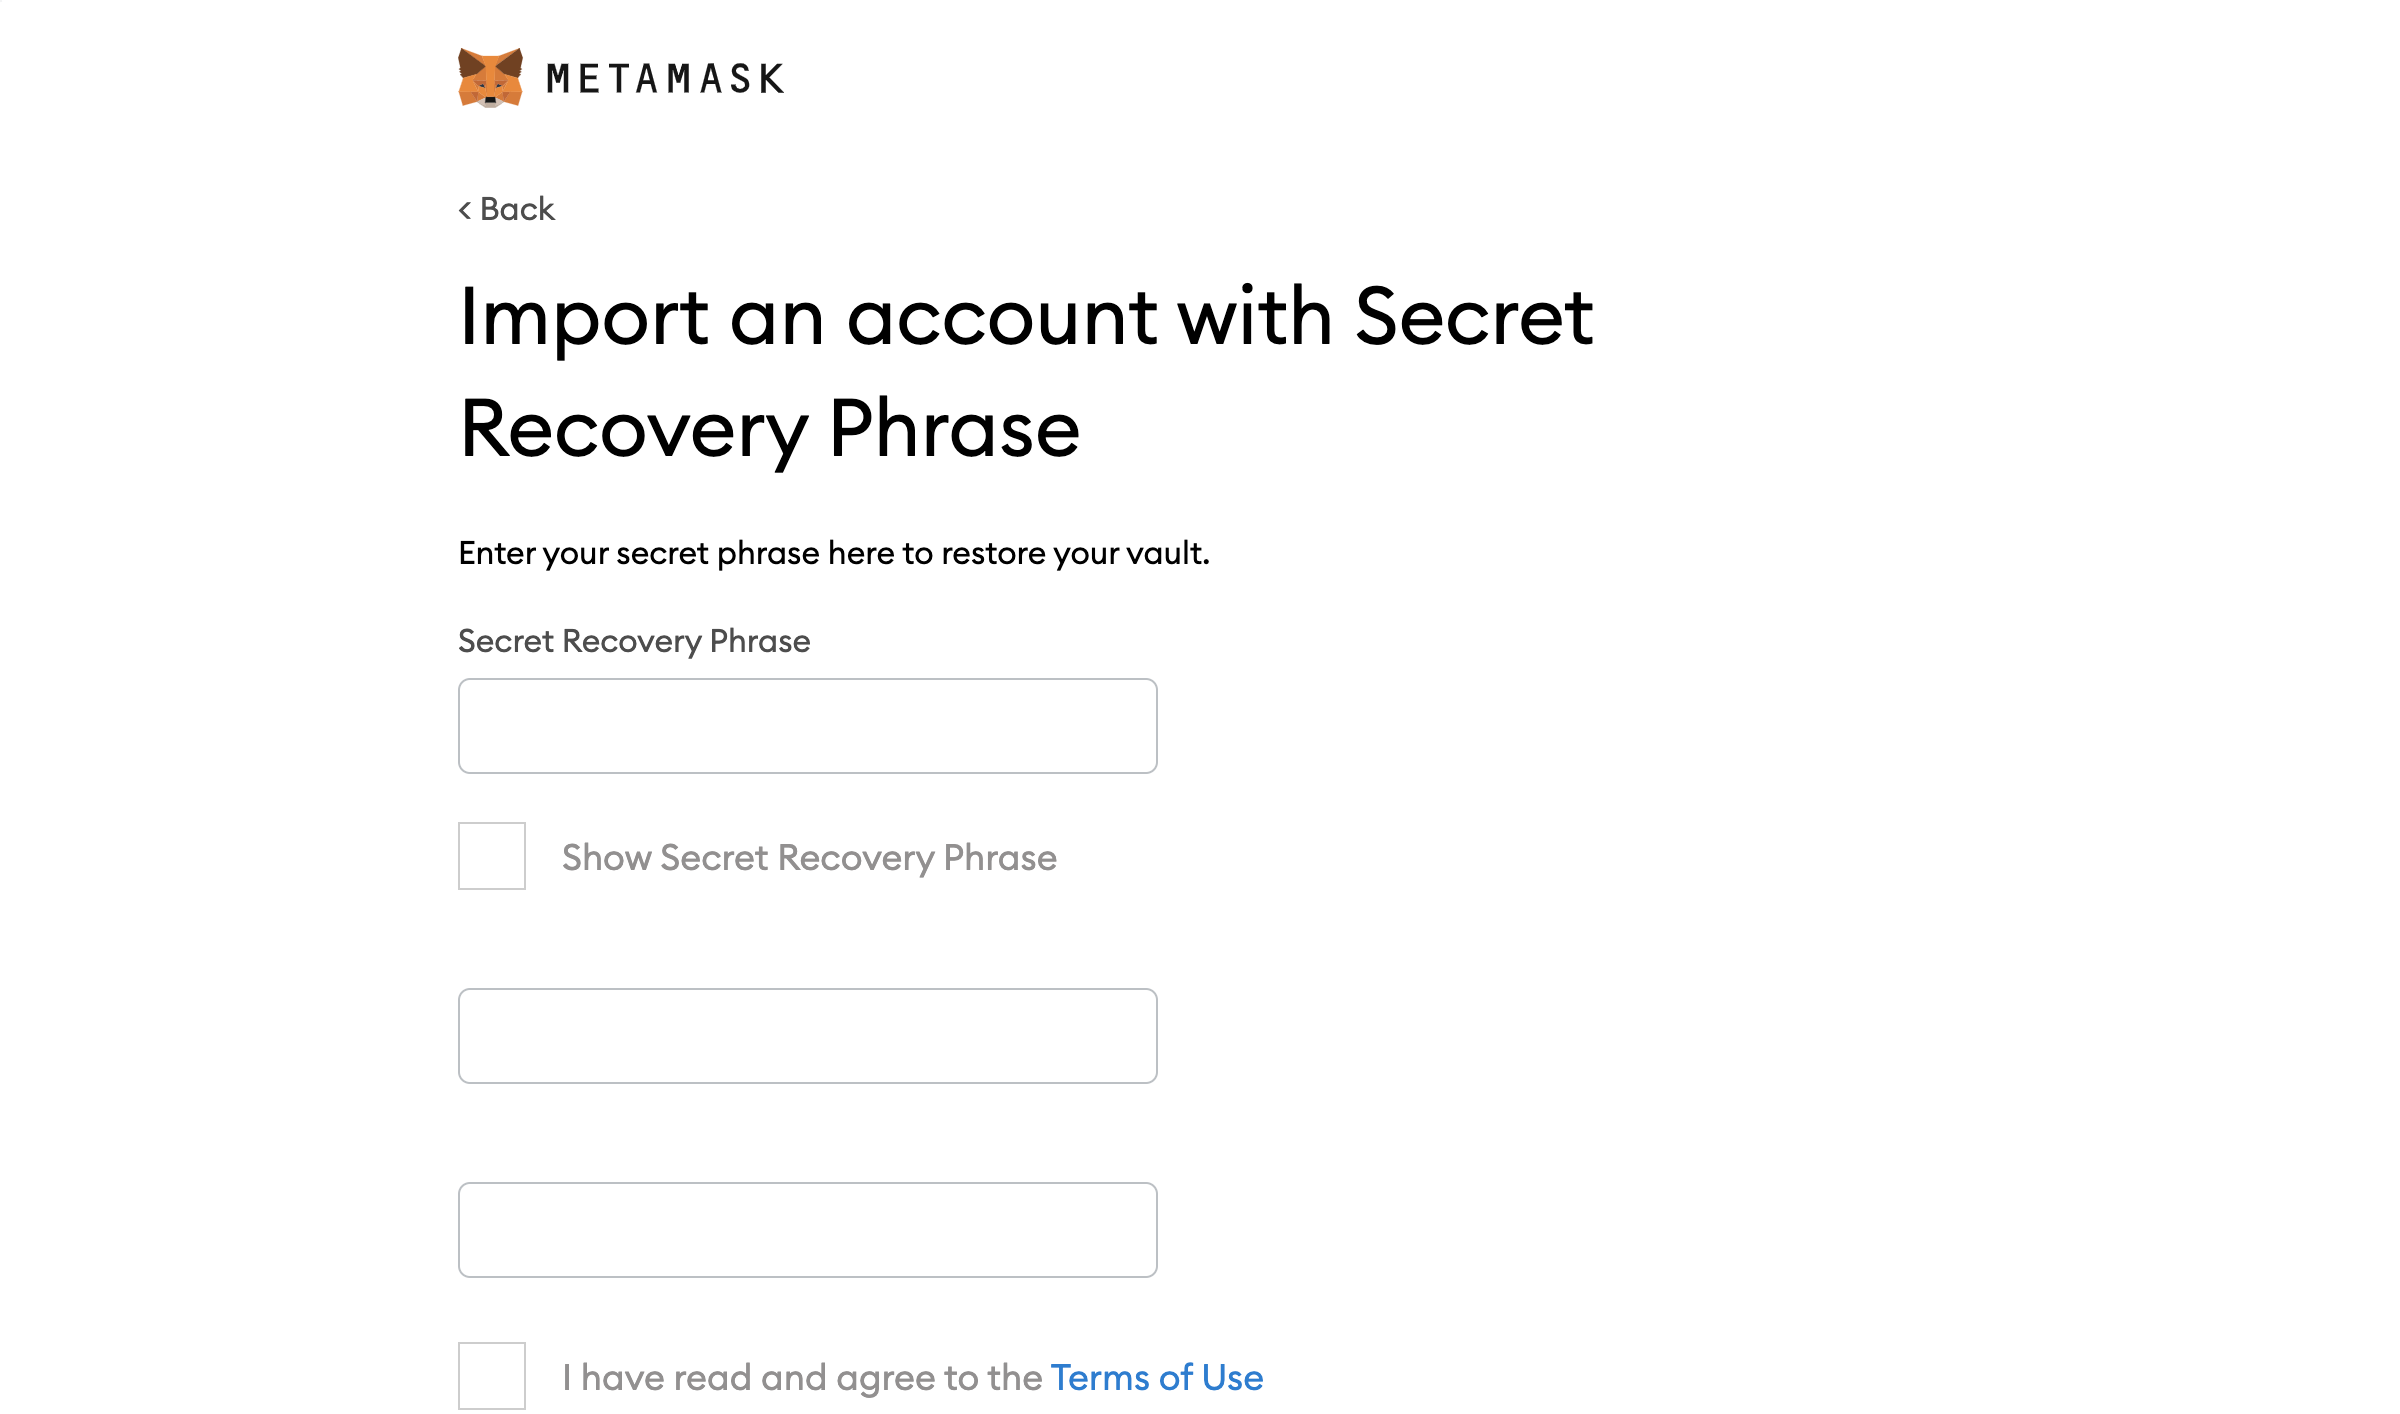 METAMASK
< Back
Import an account with Secret
Recovery Phrase
Enter your secret phrase here to restore your vault.
Secret Recovery Phrase
Show Secret Recovery Phrase
I have read and agree to the Terms of Use